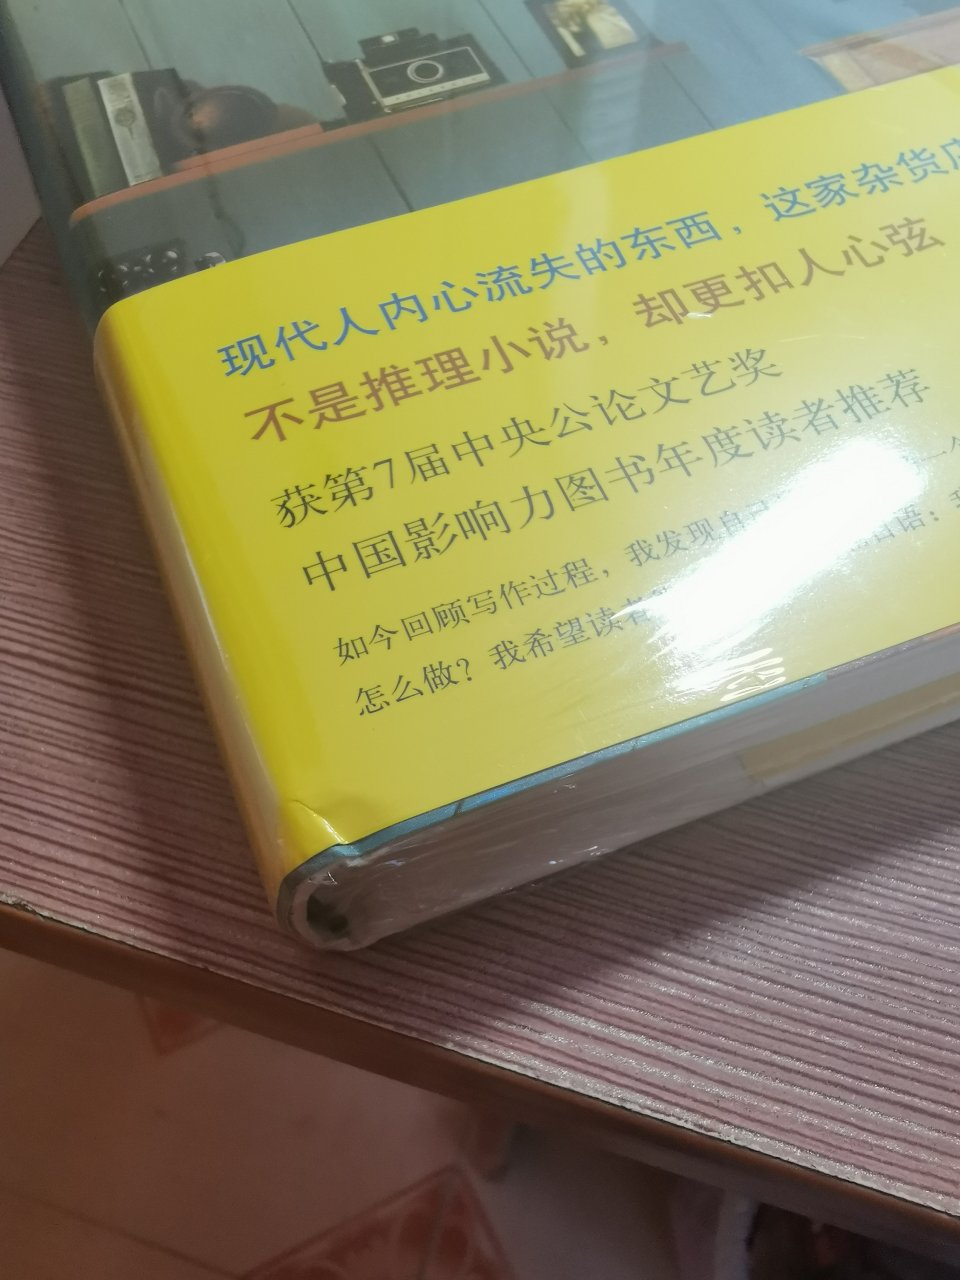 现代人内心流失的东西，这家杂货店
不是推理小说，却更扣人心弦
获第7届中央公论文艺奖
中国影响力图书年度读者推荐
如今回顾写作过程，我发现自己
怎么做？我希望读者